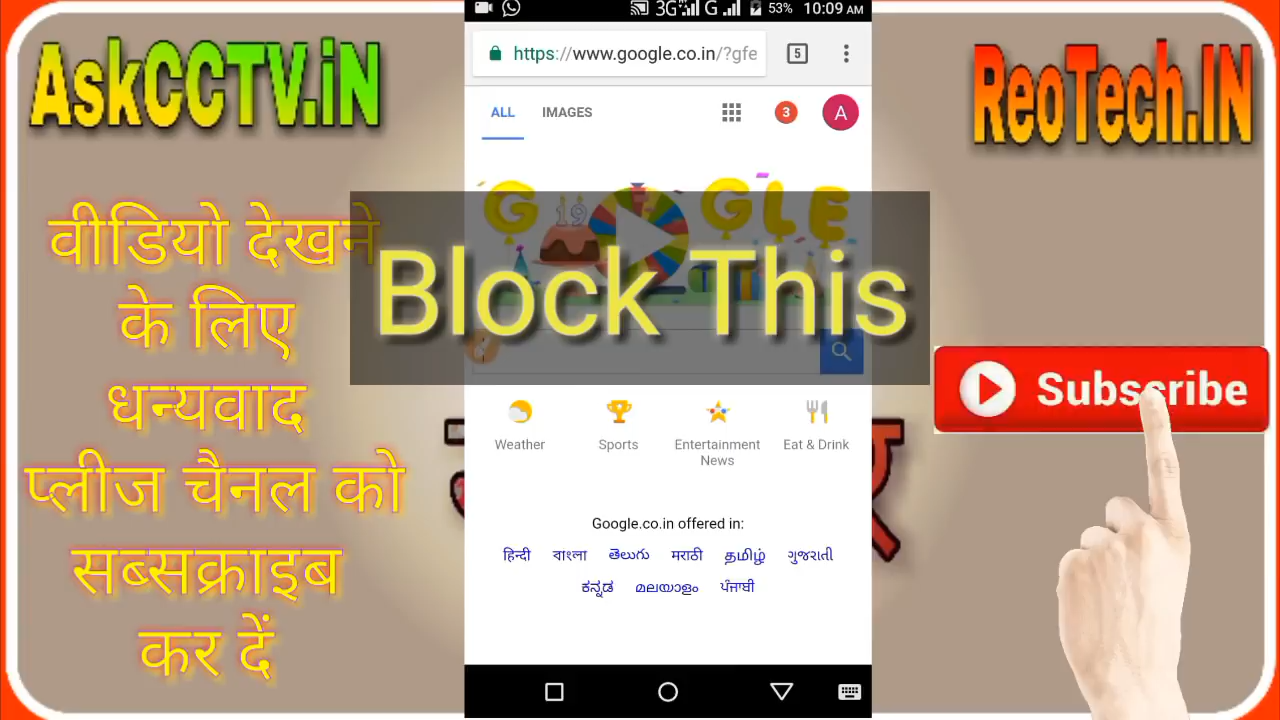 AskCCTV.iN
ReoTech.IN
3G G 53% 10:09 AM
https://www.google.co.in/?gfe
5
ALL IMAGES
3
A
वीडियो देखने
के लिए
धन्यवाद
प्लीज चैनल को
सब्सक्राइब
कर दें
G 19 GLE
Block This
Subscribe
Weather Sports Entertainment News Eat & Drink
Google.co.in offered in:
हिन्दी বাংলা తెలుగు मराठी தமிழ் ગુજરાતી
ಕನ್ನಡ മലയാളം ਪੰਜਾਬੀ